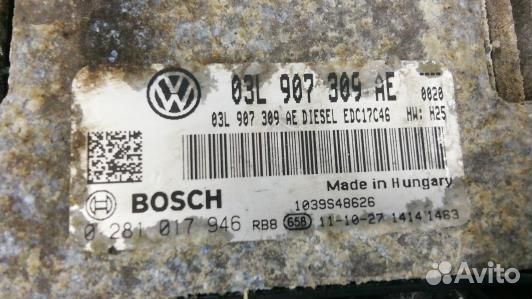 03L 907 309 AE
03L 907 309 AE DIESEL EDC17C46
0020
HW: H25
Made in Hungary
BOSCH
1039S48626
0 281 017 946 RB8 658 11-10-27 1414 1463
Avito